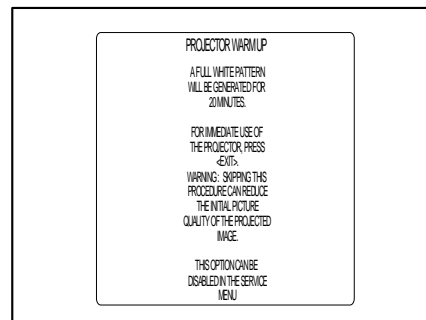 PROJECTOR WARM UP
A FULL WHITE PATTERN
WILL BE GENERATED FOR
20 MINUTES.
FOR IMMEDIATE USE OF
THE PROJECTOR, PRESS
<EXIT>.
WARNING: SKIPPING THIS
PROCEDURE CAN REDUCE
THE INITIAL PICTURE
QUALITY OF THE PROJECTED
IMAGE.
THIS OPTION CAN BE
DISABLED IN THE SERVICE
MENU